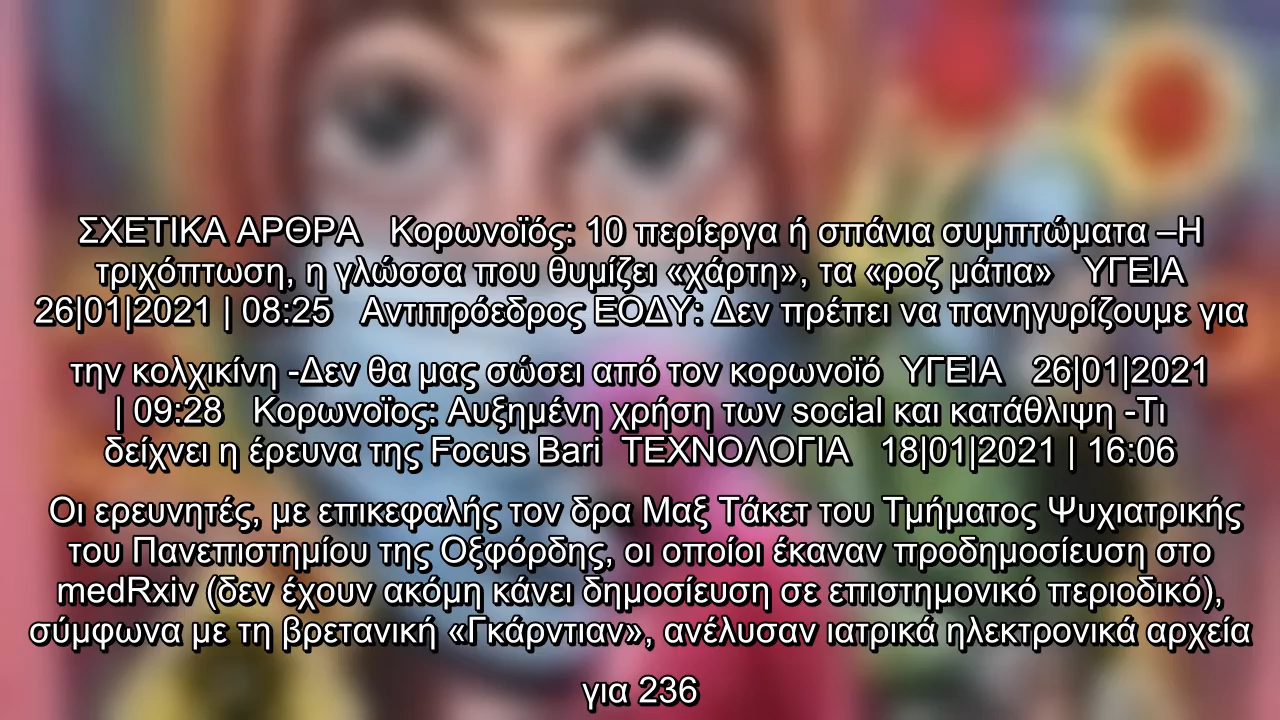 ΣΧΕΤΙΚΑ ΑΡΘΡΑ   Κορωνοϊός: 10 περίεργα ή σπάνια συμπτώματα –Η
τριχόπτωση, η γλώσσα που θυμίζει «χάρτη», τα «ροζ μάτια»   ΥΓΕΙΑ
26|01|2021 | 08:25   Αντιπρόεδρος ΕΟΔΥ: Δεν πρέπει να πανηγυρίζουμε για
την κολχικίνη -Δεν θα μας σώσει από τον κορωνοϊό  ΥΓΕΙΑ   26|01|2021
| 09:28   Κορωνοϊος: Αυξημένη χρήση των social και κατάθλιψη -Τι
δείχνει η έρευνα της Focus Bari  ΤΕΧΝΟΛΟΓΙΑ   18|01|2021 | 16:06
Οι ερευνητές, με επικεφαλής τον δρα Μαξ Τάκετ του Τμήματος Ψυχιατρικής
του Πανεπιστημίου της Οξφόρδης, οι οποίοι έκαναν προδημοσίευση στο
medRxiv (δεν έχουν ακόμη κάνει δημοσίευση σε επιστημονικό περιοδικό),
σύμφωνα με τη βρετανική «Γκάρντιαν», ανέλυσαν ιατρικά ηλεκτρονικά αρχεία
για 236